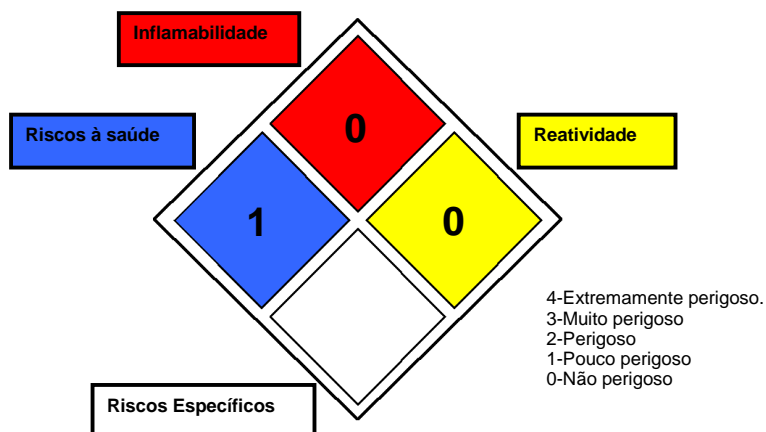 Inflamabilidade
0
Riscos à saúde
Reatividade
1
0
4-Extremamente perigoso.
3-Muito perigoso
2-Perigoso
1-Pouco perigoso
0-Não perigoso
Riscos Específicos